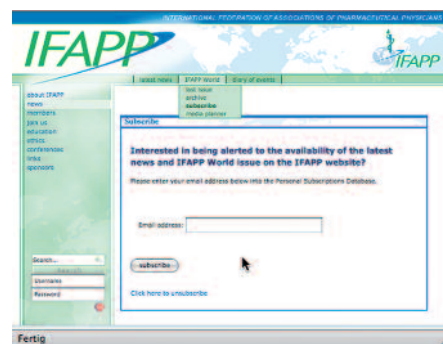 INTERNATIONAL FEDERATION OF ASSOCIATIONS OF PHARMACEUTICAL PHYSICIANS
IFAPP
IFAPP
latest news | IFAPP World | diary of events
last issue
archive
subscribe
media planner
about IFAPP
news
members
join us
education
ethics
conferences
links
sponsors
Subscribe
Interested in being alerted to the availability of the latest
news and IFAPP World issue on the IFAPP website?
Please enter your email address below into the Personal Subscriptions Database.
Email address:
subscribe
Click here to unsubscribe
Search...
Username
Password
Fertig